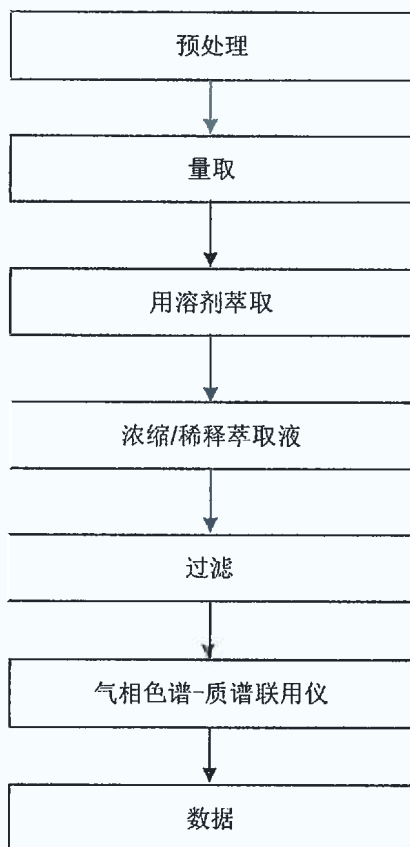 预处理
量取
用溶剂萃取
浓缩/稀释萃取液
过滤
气相色谱-质谱联用仪
数据